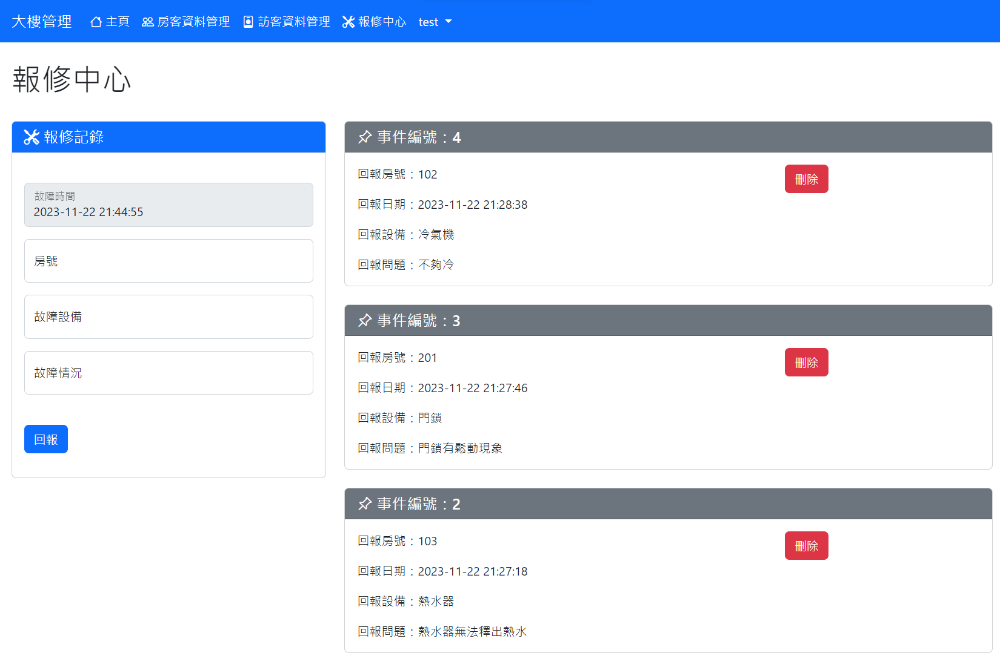 大樓管理 主頁 房客資料管理 訪客資料管理 報修中心 test
報修中心
報修記錄
故障時間
2023-11-22 21:44:55
房號
故障設備
故障情況
回報
事件編號：4
回報房號：102
刪除
回報日期：2023-11-22 21:28:38
回報設備：冷氣機
回報問題：不夠冷
事件編號：3
回報房號：201
刪除
回報日期：2023-11-22 21:27:46
回報設備：門鎖
回報問題：門鎖有鬆動現象
事件編號：2
回報房號：103
刪除
回報日期：2023-11-22 21:27:18
回報設備：熱水器
回報問題：熱水器無法釋出熱水